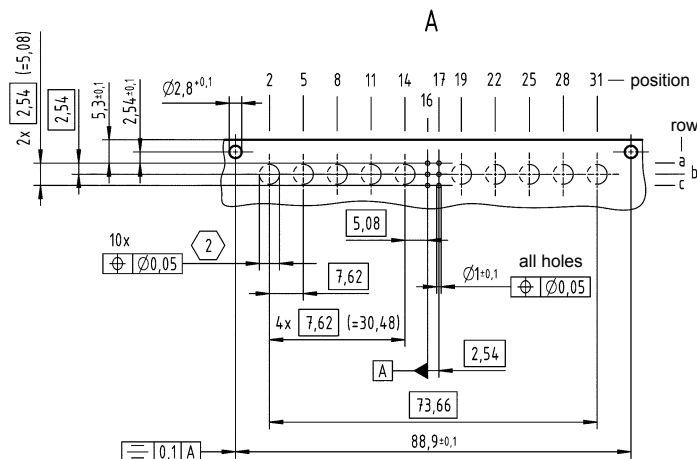 A
2x 2,54 (=5,08)
2,54
5,3±0,1
2,54±0,1
Ø2,8+0,1
2 5 8 11 14 17 19 22 25 28 31 position
16
row
a
b
c
5,08
10x
Ø0,05
2
7,62
Ø1±0,1
all holes
Ø0,05
4x 7,62 (=30,48)
A
2,54
73,66
88,9±0,1
0,1 A